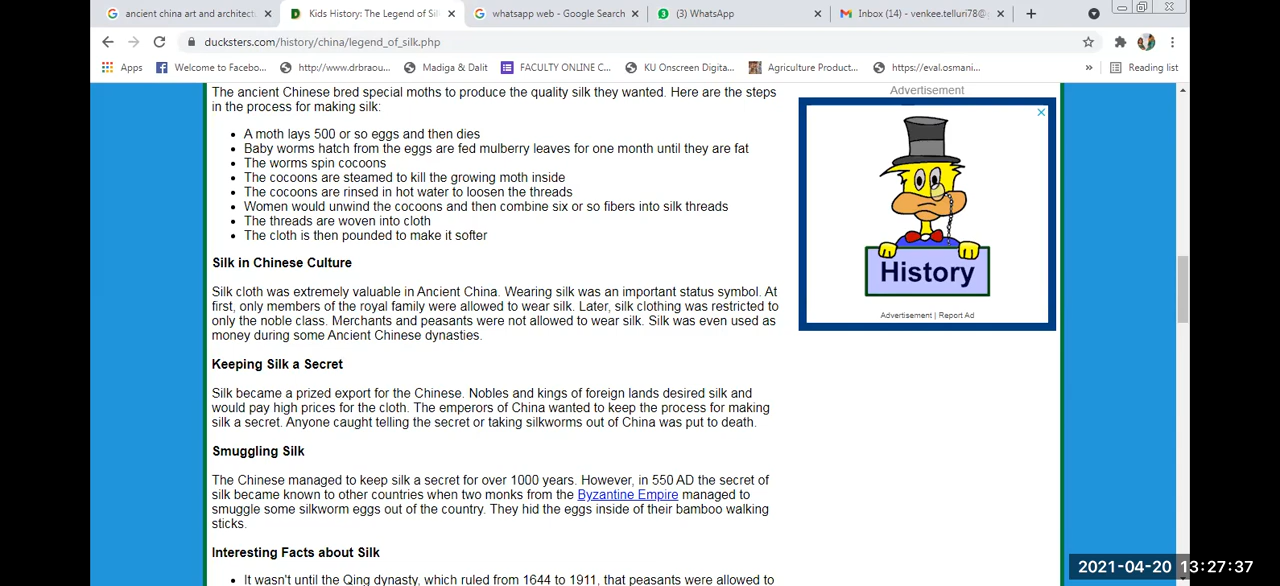 ancient china art and architect
Kids History: The Legend of Sil
whatsapp web - Google Search
(3) WhatsApp
Inbox (14) - venkee.telluri78@
ducksters.com/history/china/legend_of_silk.php
Apps
Welcome to Facebo...
http://www.drbraou...
Madiga & Dalit
FACULTY ONLINE C...
KU Onscreen Digita...
Agriculture Product...
https://eval.osmani...
»
Reading list
The ancient Chinese bred special moths to produce the quality silk they wanted. Here are the steps
in the process for making silk:
• A moth lays 500 or so eggs and then dies
• Baby worms hatch from the eggs are fed mulberry leaves for one month until they are fat
• The worms spin cocoons
• The cocoons are steamed to kill the growing moth inside
• The cocoons are rinsed in hot water to loosen the threads
• Women would unwind the cocoons and then combine six or so fibers into silk threads
• The threads are woven into cloth
• The cloth is then pounded to make it softer
Silk in Chinese Culture
Silk cloth was extremely valuable in Ancient China. Wearing silk was an important status symbol. At
first, only members of the royal family were allowed to wear silk. Later, silk clothing was restricted to
only the noble class. Merchants and peasants were not allowed to wear silk. Silk was even used as
money during some Ancient Chinese dynasties.
Keeping Silk a Secret
Silk became a prized export for the Chinese. Nobles and kings of foreign lands desired silk and
would pay high prices for the cloth. The emperors of China wanted to keep the process for making
silk a secret. Anyone caught telling the secret or taking silkworms out of China was put to death.
Smuggling Silk
The Chinese managed to keep silk a secret for over 1000 years. However, in 550 AD the secret of
silk became known to other countries when two monks from the Byzantine Empire managed to
smuggle some silkworm eggs out of the country. They hid the eggs inside of their bamboo walking
sticks.
Interesting Facts about Silk
• It wasn't until the Qing dynasty, which ruled from 1644 to 1911, that peasants were allowed to
Advertisement
History
Advertisement | Report Ad
2021-04-20 13:27:37